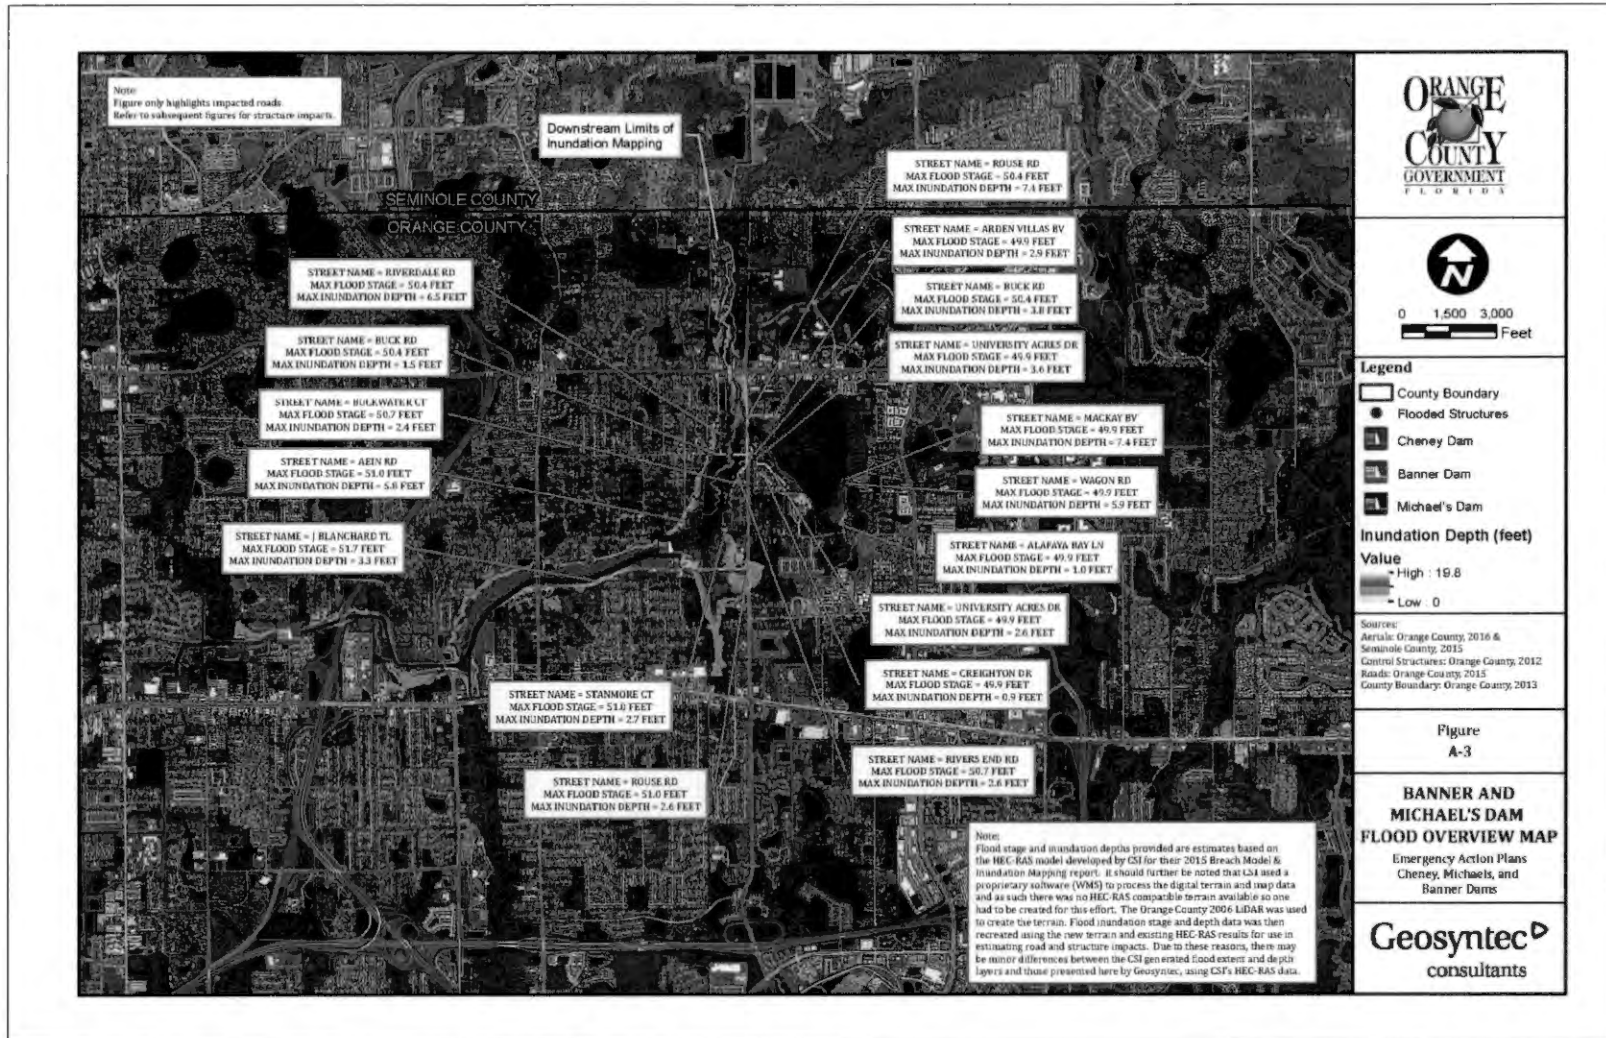 Note:
Figure only highlights impacted roads.
Refer to subsequent figures for structure impacts.
Downstream Limits of
Inundation Mapping
SEMINOLE COUNTY
ORANGE COUNTY
STREET NAME = ROUSE RD
MAX FLOOD STAGE = 50.4 FEET
MAX INUNDATION DEPTH = 7.4 FEET
STREET NAME = ARDEN VILLAS BV
MAX FLOOD STAGE = 49.9 FEET
MAX INUNDATION DEPTH = 2.9 FEET
STREET NAME = RIVERDALE RD
MAX FLOOD STAGE = 50.4 FEET
MAX INUNDATION DEPTH = 6.5 FEET
STREET NAME = BUCK RD
MAX FLOOD STAGE = 50.4 FEET
MAX INUNDATION DEPTH = 3.8 FEET
STREET NAME = BUCK RD
MAX FLOOD STAGE = 50.4 FEET
MAX INUNDATION DEPTH = 1.5 FEET
STREET NAME = UNIVERSITY ACRES DR
MAX FLOOD STAGE = 49.9 FEET
MAX INUNDATION DEPTH = 3.6 FEET
STREET NAME = BUCKWATER CT
MAX FLOOD STAGE = 50.7 FEET
MAX INUNDATION DEPTH = 2.4 FEET
STREET NAME = MACKAY BV
MAX FLOOD STAGE = 49.9 FEET
MAX INUNDATION DEPTH = 7.4 FEET
STREET NAME = AEIN RD
MAX FLOOD STAGE = 51.0 FEET
MAX INUNDATION DEPTH = 5.8 FEET
STREET NAME = WAGON RD
MAX FLOOD STAGE = 49.9 FEET
MAX INUNDATION DEPTH = 5.9 FEET
STREET NAME = J BLANCHARD TL
MAX FLOOD STAGE = 51.7 FEET
MAX INUNDATION DEPTH = 3.3 FEET
STREET NAME = ALAFAYA BAY LN
MAX FLOOD STAGE = 49.9 FEET
MAX INUNDATION DEPTH = 1.0 FEET
STREET NAME = UNIVERSITY ACRES DR
MAX FLOOD STAGE = 49.9 FEET
MAX INUNDATION DEPTH = 2.6 FEET
STREET NAME = CREIGHTON DR
MAX FLOOD STAGE = 49.9 FEET
MAX INUNDATION DEPTH = 0.9 FEET
STREET NAME = STANMORE CT
MAX FLOOD STAGE = 51.0 FEET
MAX INUNDATION DEPTH = 2.7 FEET
STREET NAME = RIVERS END RD
MAX FLOOD STAGE = 50.7 FEET
MAX INUNDATION DEPTH = 2.6 FEET
STREET NAME = ROUSE RD
MAX FLOOD STAGE = 51.0 FEET
MAX INUNDATION DEPTH = 2.6 FEET
Note:
Flood stage and inundation depths provided are estimates based on
the HEC-RAS model developed by CSI for their 2015 Breach Model &
Inundation Mapping report. It should further be noted that CSI used a
proprietary software (WMS) to process the digital terrain and map data
and as such there was no HEC-RAS compatible terrain available so one
had to be created for this effort. The Orange County 2006 LiDAR was used
to create the terrain. Flood inundation stage and depth data was then
recreated using the new terrain and existing HEC-RAS results for use in
estimating road and structure impacts. Due to these reasons, there may
be minor differences between the CSI generated flood extent and depth
layers and those presented here by Geosyntec, using CSI's HEC-RAS data.
ORANGE
COUNTY
GOVERNMENT
FLORIDA
N
0 1,500 3,000
Feet
Legend
County Boundary
Flooded Structures
Cheney Dam
Banner Dam
Michael's Dam
Inundation Depth (feet)
Value
High : 19.8
Low : 0
Sources:
Aerials: Orange County, 2016 &
Seminole County, 2015
Control Structures: Orange County, 2012
Roads: Orange County, 2015
County Boundary: Orange County, 2013
Figure
A-3
BANNER AND
MICHAEL'S DAM
FLOOD OVERVIEW MAP
Emergency Action Plans
Cheney, Michaels, and
Banner Dams
Geosyntec
consultants